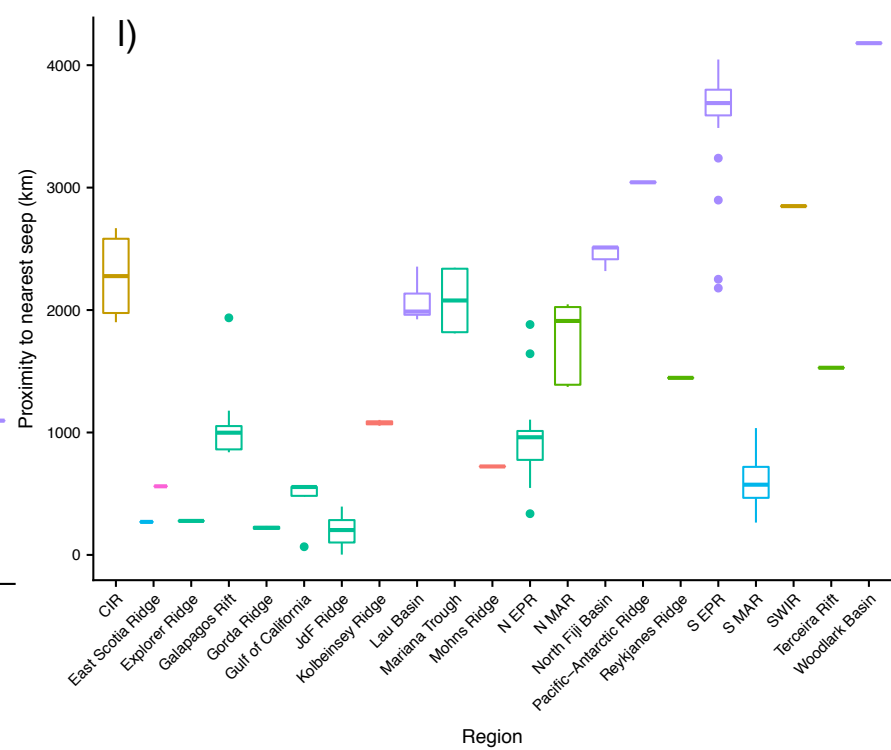 l)
Proximity to nearest seep (km)
4000
3000
2000
1000
0
CIR
East Scotia Ridge
Explorer Ridge
Galapagos Rift
Gorda Ridge
Gulf of California
JdF Ridge
Kolbeinsey Ridge
Lau Basin
Mariana Trough
Mohns Ridge
N EPR
N MAR
North Fiji Basin
Pacific−Antarctic Ridge
Reykjanes Ridge
S EPR
S MAR
SWIR
Terceira Rift
Woodlark Basin
Region